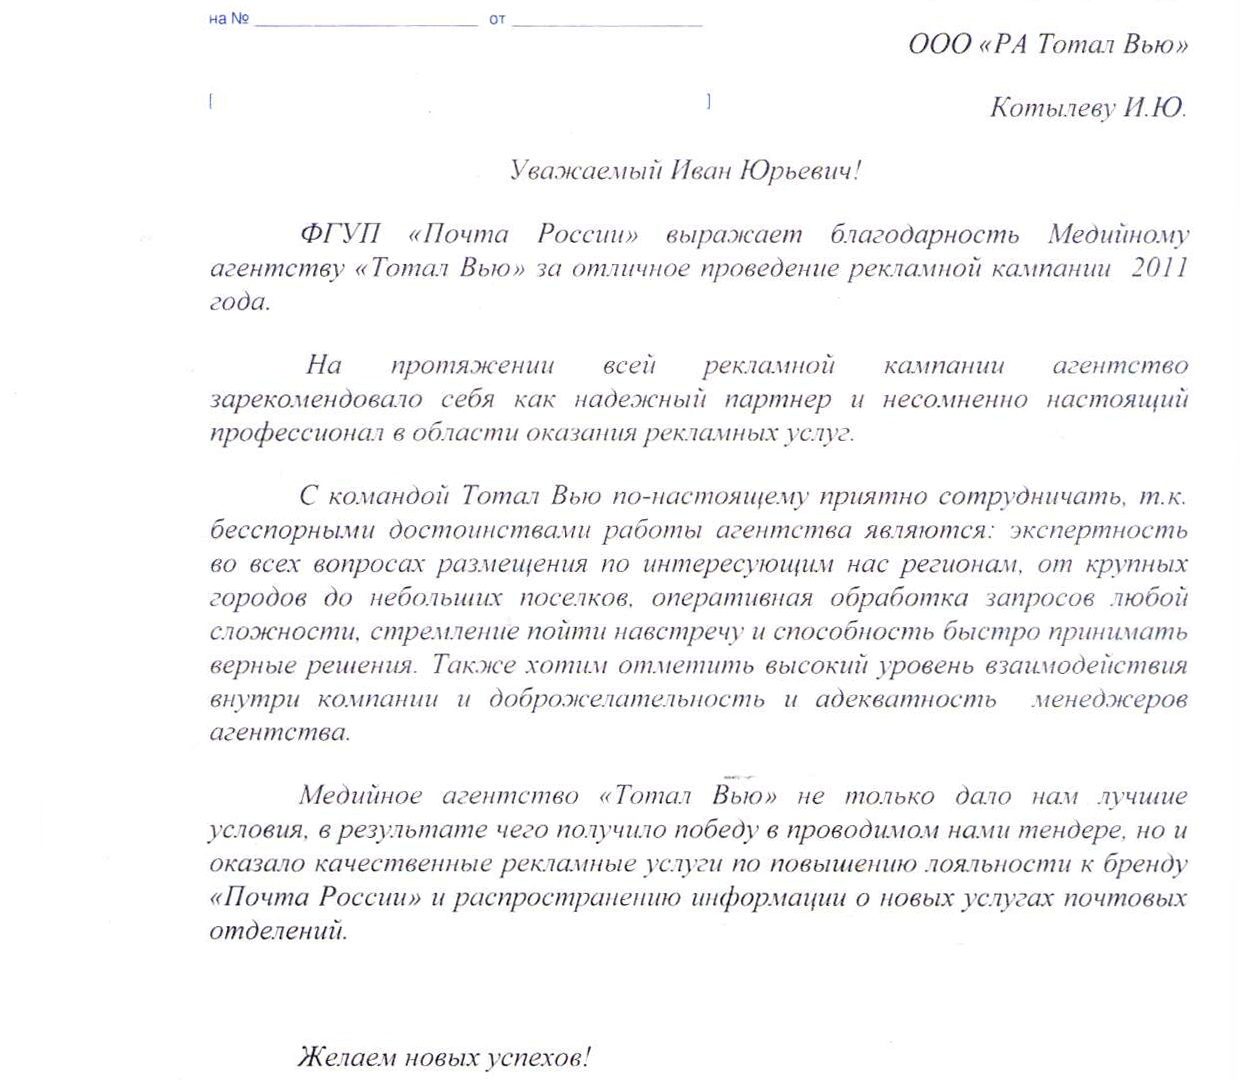 на № ______________ от ______________
ООО «РА Тотал Вью»
[ ]
Котылеву И.Ю.
Уважаемый Иван Юрьевич!
ФГУП «Почта России» выражает благодарность Медийному
агентству «Тотал Вью» за отличное проведение рекламной кампании 2011
года.
На протяжении всей рекламной кампании агентство
зарекомендовало себя как надежный партнер и несомненно настоящий
профессионал в области оказания рекламных услуг.
С командой Тотал Вью по-настоящему приятно сотрудничать, т.к.
бесспорными достоинствами работы агентства являются: экспертность
во всех вопросах размещения по интересующим нас регионам, от крупных
городов до небольших поселков, оперативная обработка запросов любой
сложности, стремление пойти навстречу и способность быстро принимать
верные решения. Также хотим отметить высокий уровень взаимодействия
внутри компании и доброжелательность и адекватность менеджеров
агентства.
Медийное агентство «Тотал Вью» не только дало нам лучшие
условия, в результате чего получило победу в проводимом нами тендере, но и
оказало качественные рекламные услуги по повышению лояльности к бренду
«Почта России» и распространению информации о новых услугах почтовых
отделений.
Желаем новых успехов!